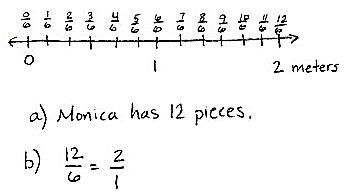 0/6 1/6 2/6 3/6 4/6 5/6 6/6 7/6 8/6 9/6 10/6 11/6 12/6
0 1 2 meters
a) Monica has 12 pieces.
b) 12/6 = 2/1